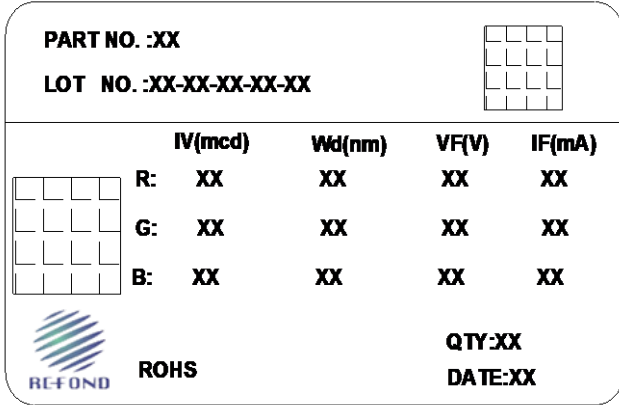 PART NO. :XX
LOT NO. :XX-XX-XX-XX-XX
IV(mcd) Wd(nm) VF(V) IF(mA)
R: XX XX XX XX
G: XX XX XX XX
B: XX XX XX XX
QTY:XX
REFOND ROHS DATE:XX